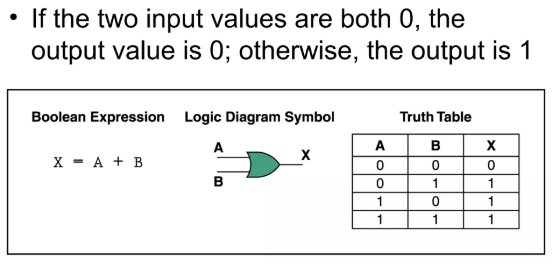 • If the two input values are both 0, the
output value is 0; otherwise, the output is 1
Boolean Expression Logic Diagram Symbol Truth Table
X = A + B
A
B
X
A B X
0 0 0
0 1 1
1 0 1
1 1 1